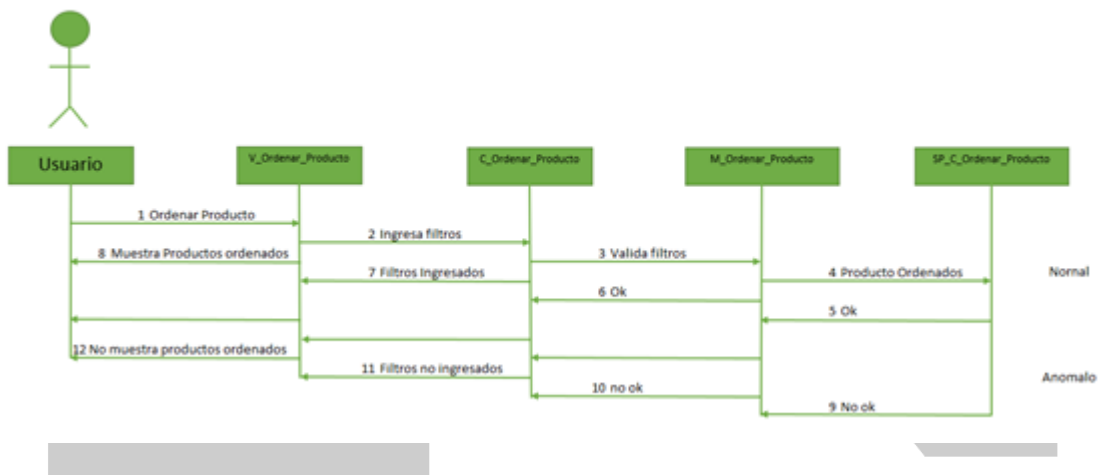 Usuario
V_Ordenar_Producto
C_Ordenar_Producto
M_Ordenar_Producto
SP_C_Ordenar_Producto
1 Ordenar Producto
2 Ingresa filtros
8 Muestra Productos ordenados
3 Valida filtros
7 Filtros Ingresados
4 Producto Ordenados
Nornal
6 Ok
5 Ok
12 No muestra productos ordenados
11 Filtros no ingresados
Anomalo
10 no ok
9 No ok